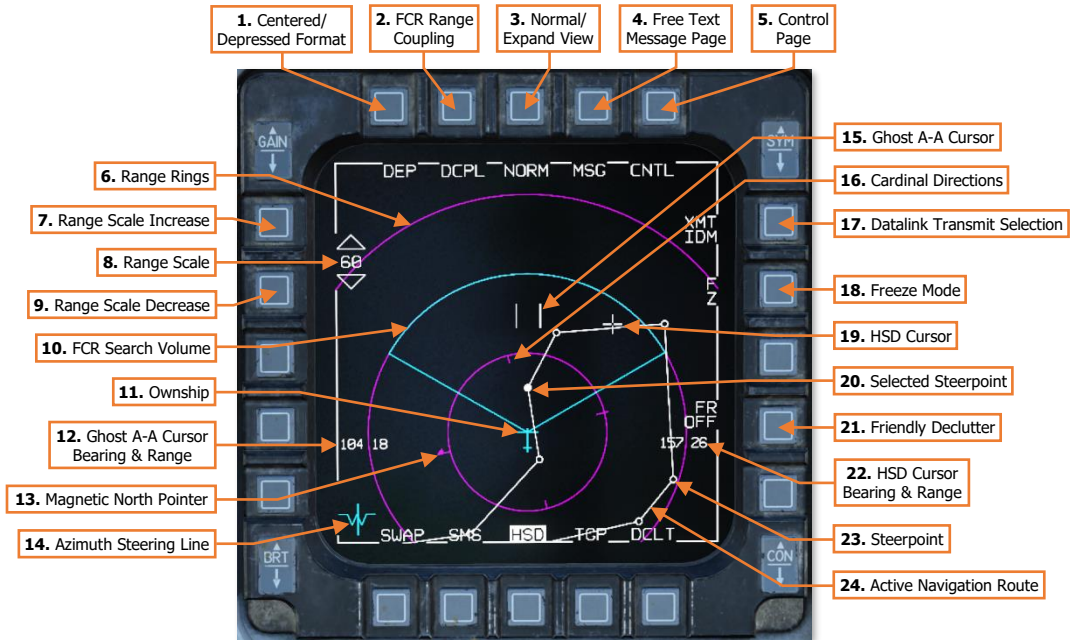 1. Centered/
Depressed Format
2. FCR Range
Coupling
3. Normal/
Expand View
4. Free Text
Message Page
5. Control
Page
GAIN
SYM
DEP DCPL NORM MSG CNTL
15. Ghost A-A Cursor
6. Range Rings
16. Cardinal Directions
7. Range Scale Increase
XMT
IDM
17. Datalink Transmit Selection
8. Range Scale
60
9. Range Scale Decrease
F
Z
18. Freeze Mode
10. FCR Search Volume
19. HSD Cursor
11. Ownship
20. Selected Steerpoint
FR
OFF
21. Friendly Declutter
12. Ghost A-A Cursor
Bearing & Range
104 18
157 26
22. HSD Cursor
Bearing & Range
13. Magnetic North Pointer
14. Azimuth Steering Line
23. Steerpoint
SWAP SMS HSD TGP DCLT
BRT
CON
24. Active Navigation Route